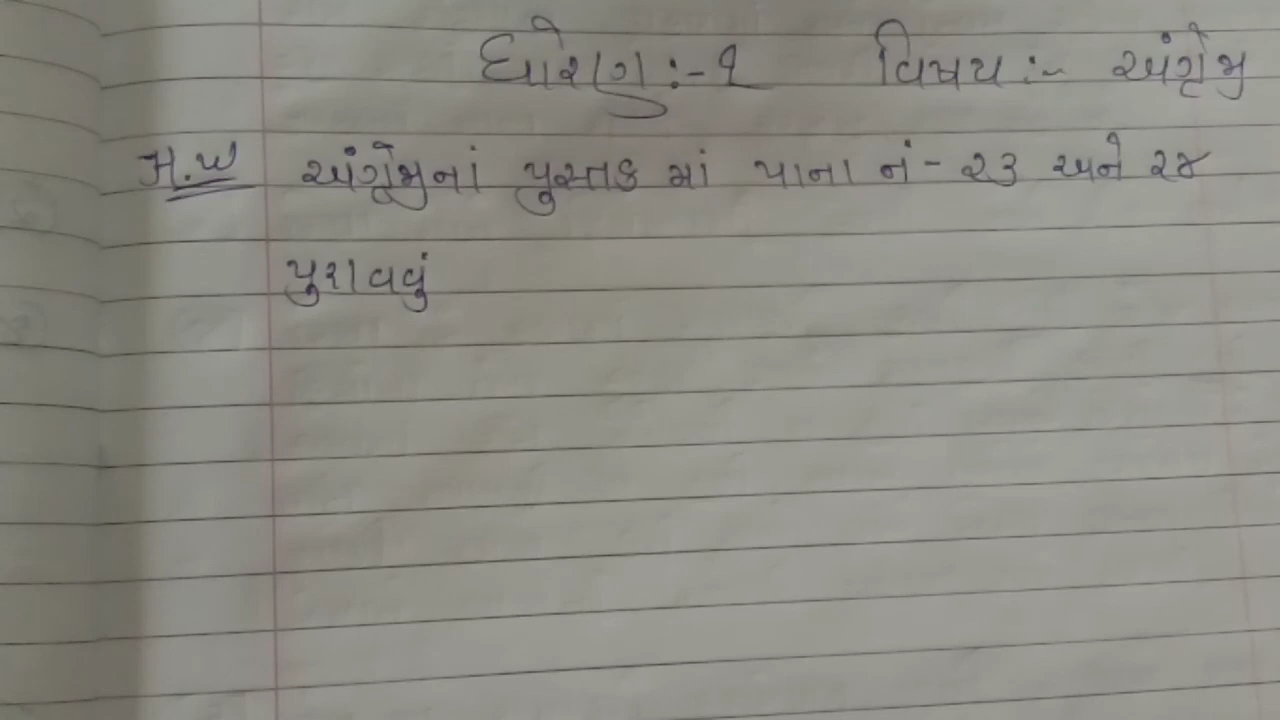 ધોરણ :- ૧ વિષય :- અંગ્રેજી
H.W અંગ્રેજીનાં પુસ્તક માં પાના નં - ૨૩ અને ૨૪
પુરાવવું